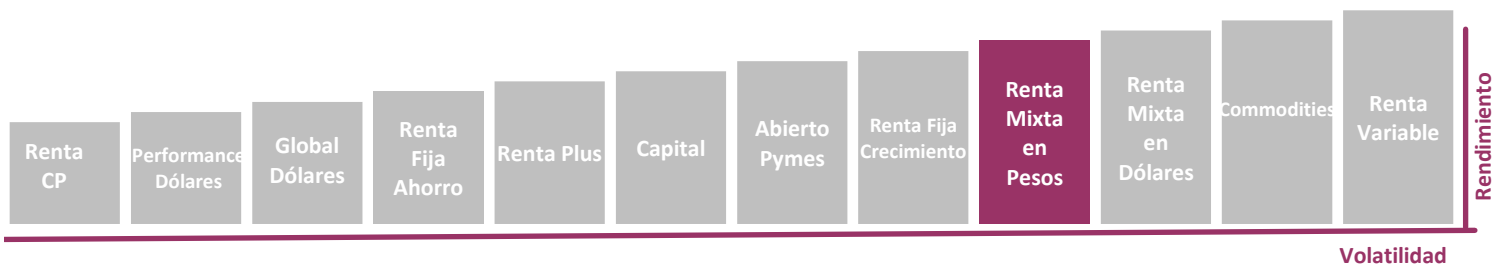 Renta
CP
Performance
Dólares
Global
Dólares
Renta
Fija
Ahorro
Renta Plus
Capital
Abierto
Pymes
Renta Fija
Crecimiento
Renta
Mixta
en
Pesos
Renta
Mixta
en
Dólares
Commodities
Renta
Variable
Rendimiento
Volatilidad